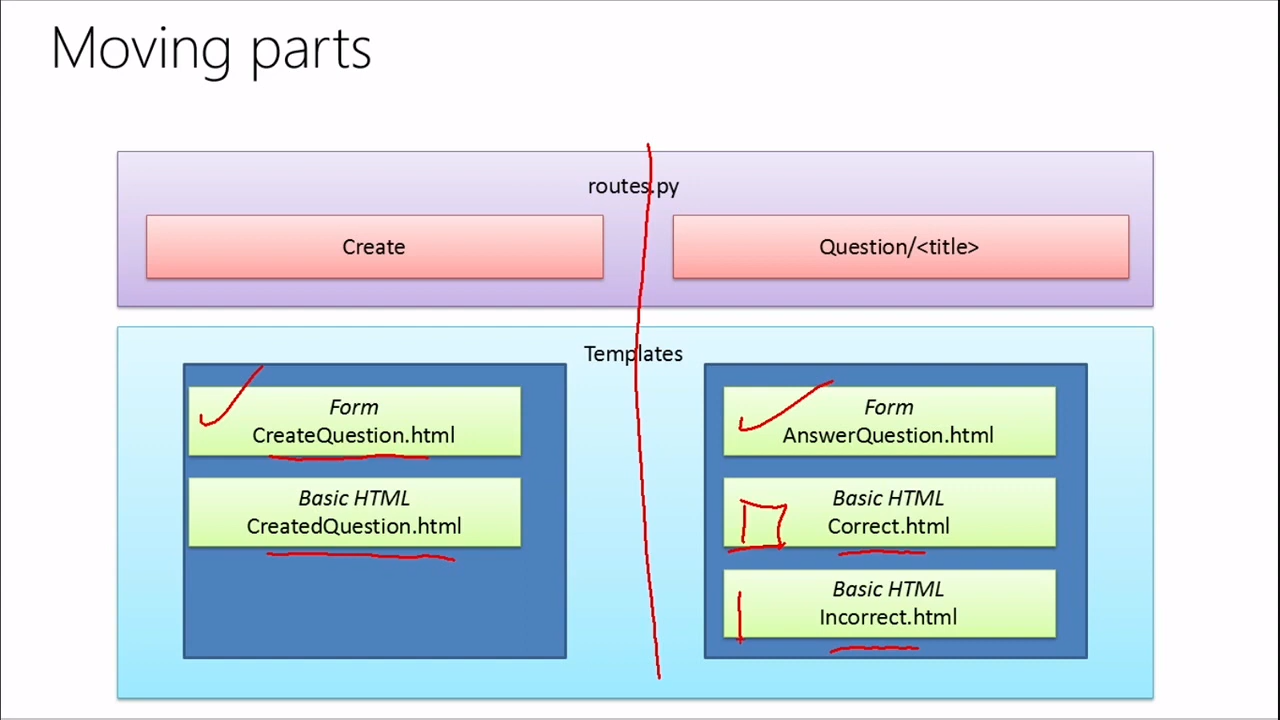 Moving parts
routes.py
Create
Question/<title>
Templates
Form
CreateQuestion.html
Basic HTML
CreatedQuestion.html
Form
AnswerQuestion.html
Basic HTML
Correct.html
Basic HTML
Incorrect.html